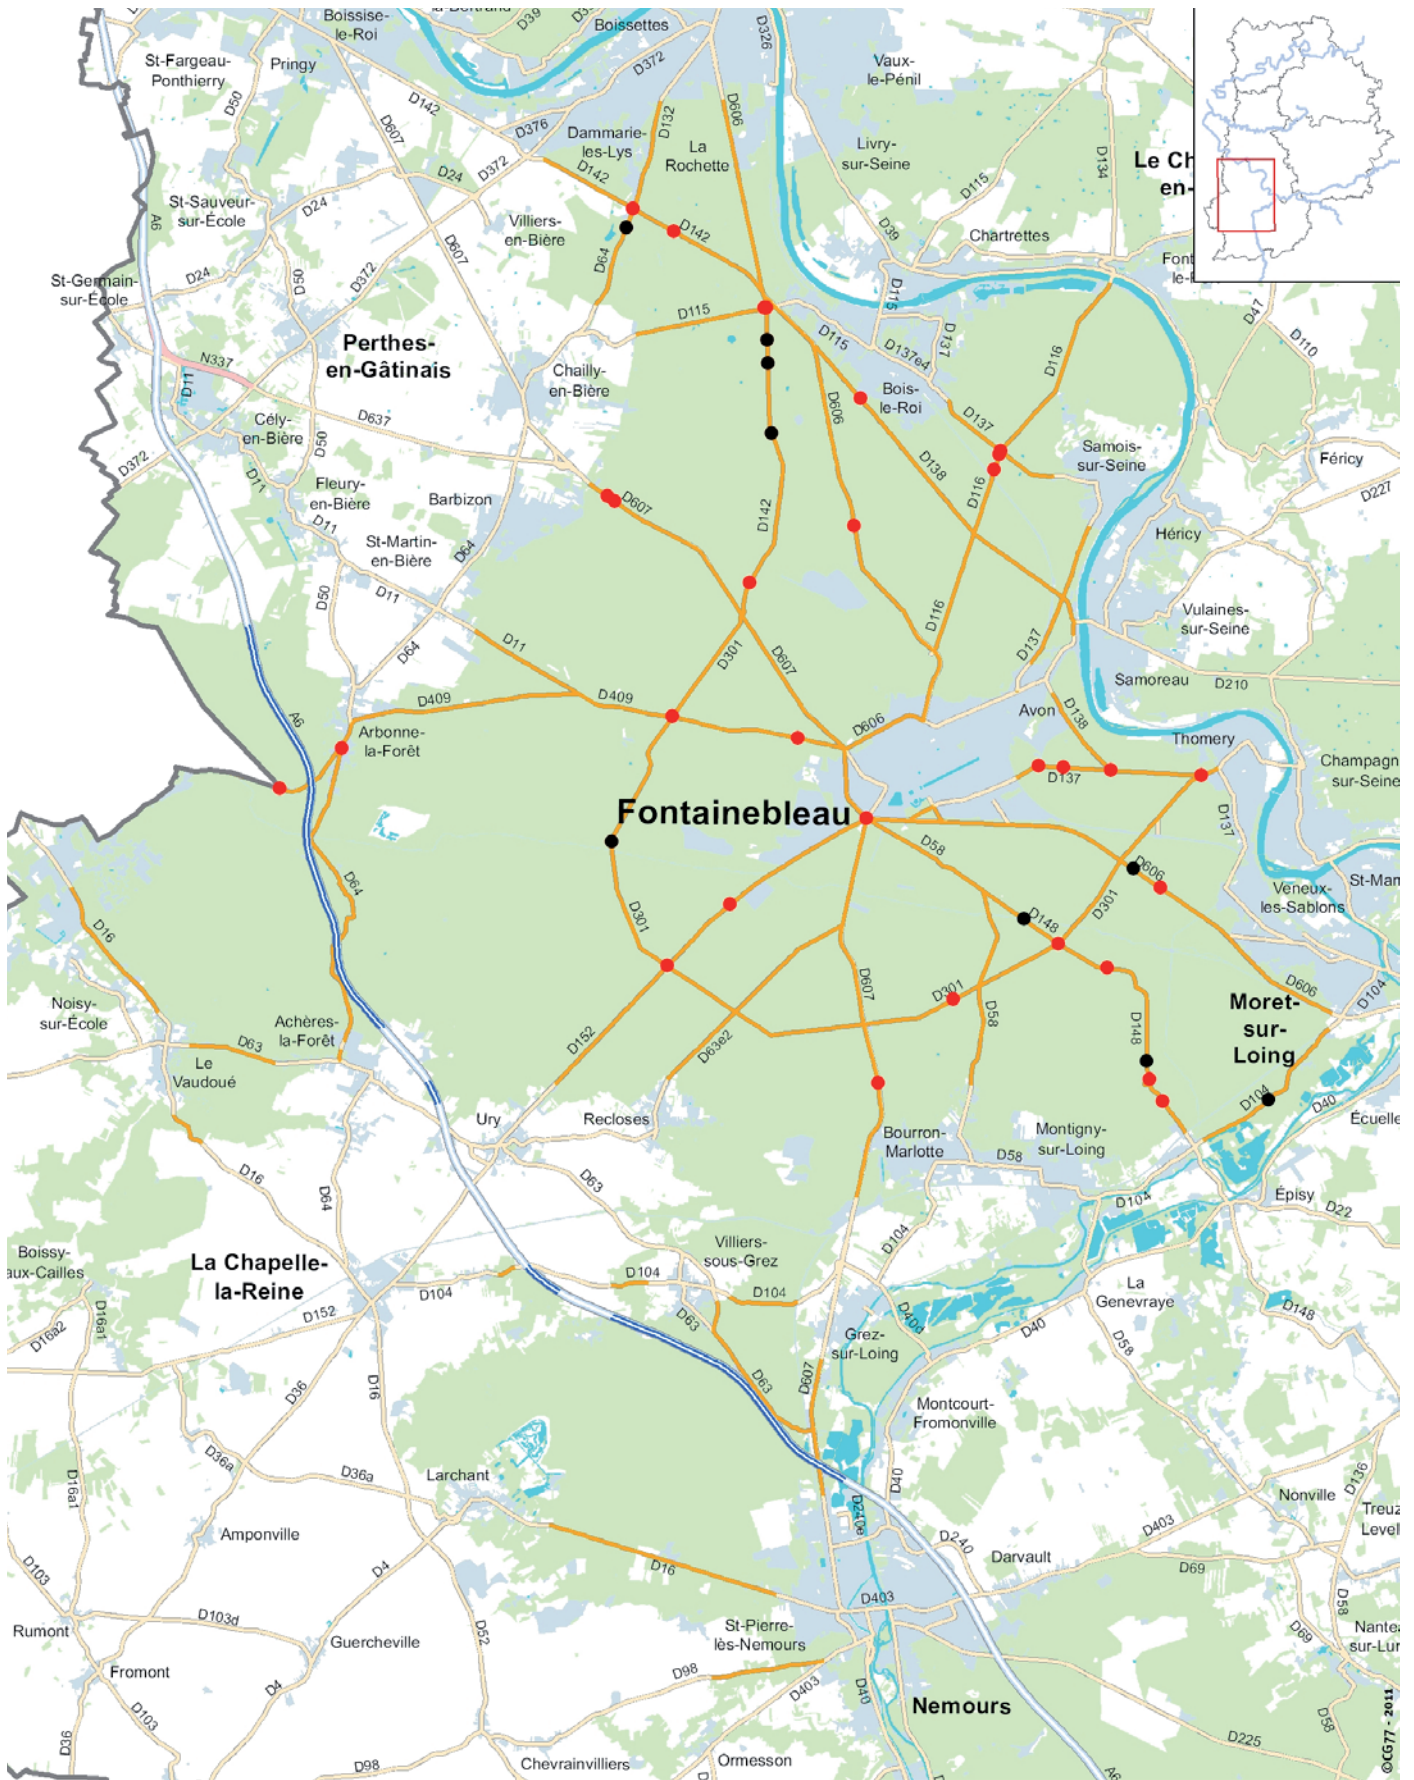 Boissise-
le-Roi
la-Bertrand
D39
Boissettes
D326
Vaux-
le-Pénil
St-Fargeau-
Ponthierry
Pringy
D372
D50
D142
D607
D376
Dammarie-
les-Lys
D132
D606
La
Rochette
Livry-
sur-Seine
D134
Le Ch
en-
D115
D372
D24
D142
St-Sauveur-
sur-École
D24
A6
Villiers-
en-Bière
D142
D39
Chartrettes
D607
D64
St-Germain-
sur-École
D24
D50
D372
D115
Font
le-
D47
D115
D115
D137
D137e4
D110
N337
Perthes-
en-Gâtinais
D11
Chailly-
en-Bière
D116
Bois-
le-Roi
D606
D637
D137
Cély-
en-Bière
D50
D138
Samois-
sur-Seine
Féricy
D372
D11
D116
D227
Fleury-
en-Bière
Barbizon
D607
D142
D11
Héricy
St-Martin-
en-Bière
D64
D50
D11
D116
Vulaines-
sur-Seine
D11
D64
D301
D607
D137
Samoreau
D210
D409
D409
Avon
D138
A6
Arbonne-
la-Forêt
D606
Thomery
Champagn
sur-Seine
D137
Fontainebleau
D137
D58
D606
D64
Veneux-
les-Sablons
St-Mam
D301
D301
D148
D16
D607
D301
D606
D104
Noisy-
sur-École
D58
Moret-
sur-
Loing
Achères-
la-Forêt
D152
D63e2
D148
D63
Le
Vaudoué
Ury
Recloses
D104
D40
Écuelle
Bourron-
Marlotte
Montigny-
sur-Loing
D58
D16
D64
D63
D104
Épisy
D22
D104
Boissy-
aux-Cailles
La Chapelle-
la-Reine
Villiers-
sous-Grez
D104
D104
D104
La
Genevraye
D16a1
D152
D63
D40d
D148
D16a2
Grez-
sur-Loing
D40
D58
D36
D16
D63
D607
Montcourt-
Fromonville
D36a
D36a
Larchant
D16a1
D40
D136
Nonville
Treuz
Level
Amponville
D240e
D240
D403
Darvault
D69
D103
D4
D16
D403
D58
D103d
Rumont
Guercheville
D52
St-Pierre-
lès-Nemours
D69
Nante
sur-Lun
Fromont
D98
D403
D40
D4
Nemours
D58
D103
D36
D225
D98
Chevrainvilliers
Ormesson
A6
©CG77 - 2011